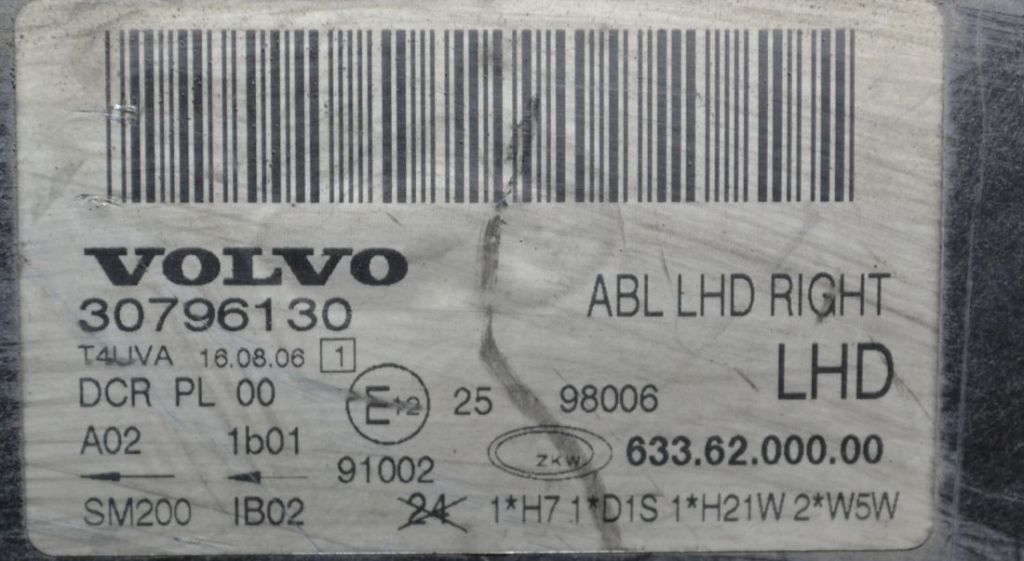 VOLVO
30796130
ABL LHD RIGHT
T4UVA 16.08.06 1
LHD
DCR PL 00
E12 25 98006
A02 1b01
91002
ZKW 633.62.000.00
SM200 IB02 24 1*H7 1*D1S 1*H21W 2*W5W